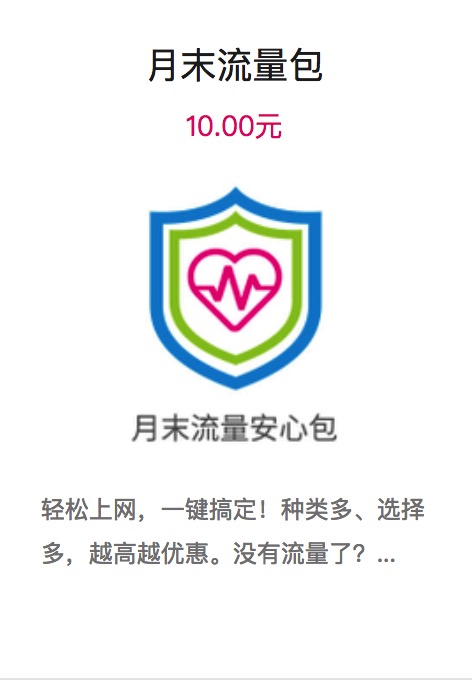 月末流量包
10.00元
月末流量安心包
轻松上网，一键搞定！种类多、选择
多，越高越优惠。没有流量了？...